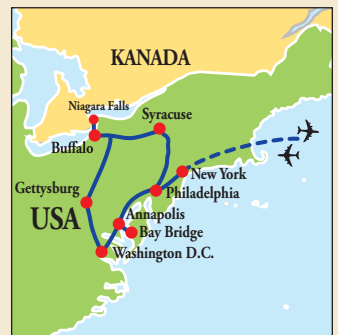 KANADA
Niagara Falls
Syracuse
Buffalo
New York
Gettysburg
Philadelphia
USA
Annapolis
Bay Bridge
Washington D.C.